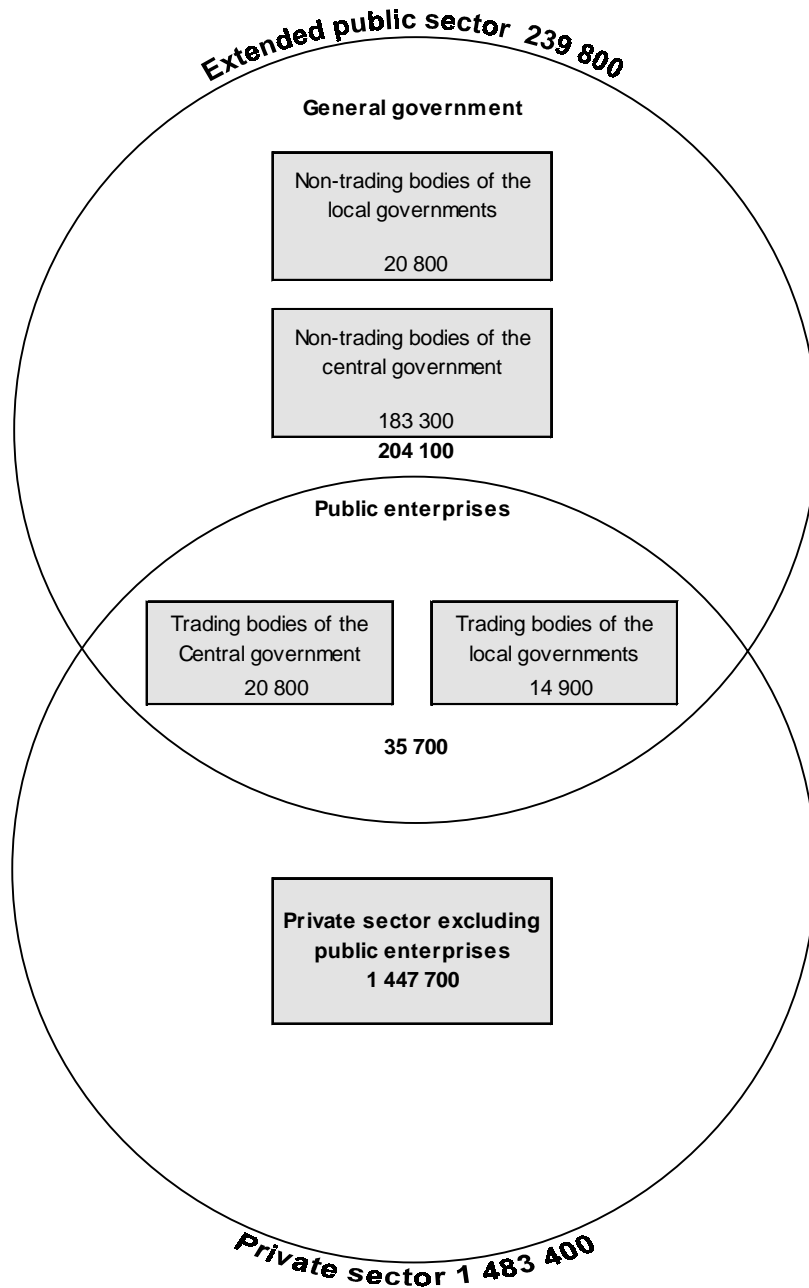 Extended public sector 239 800
General government
Non-trading bodies of the
local governments
20 800
Non-trading bodies of the
central government
183 300
204 100
Public enterprises
Trading bodies of the
Central government
20 800
Trading bodies of the
local governments
14 900
35 700
Private sector excluding
public enterprises
1 447 700
Private sector 1 483 400